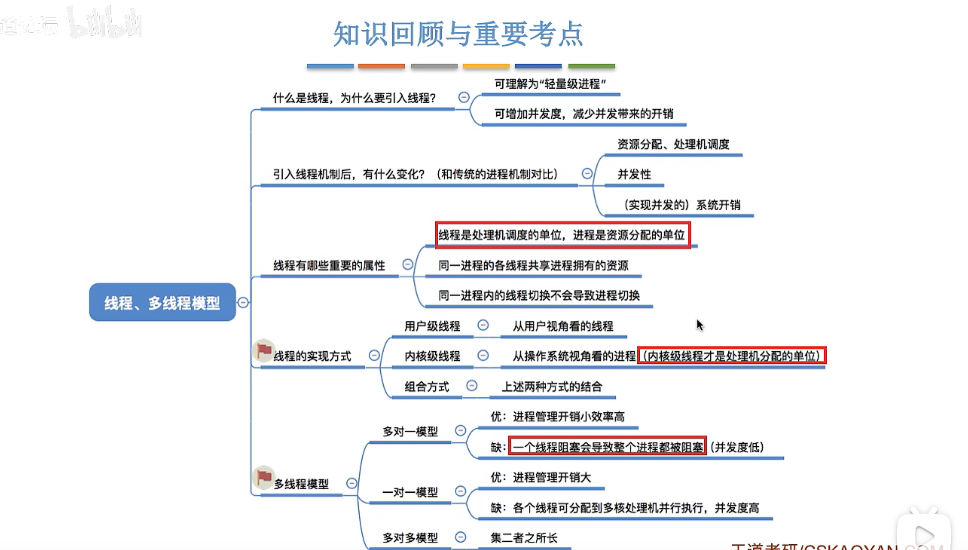 知识回顾与重要考点
什么是线程，为什么要引入线程？
可理解为“轻量级进程”
可增加并发度，减少并发带来的开销
引入线程机制后，有什么变化？（和传统的进程机制对比）
资源分配、处理机调度
并发性
（实现并发的）系统开销
线程有哪些重要的属性
线程是处理机调度的单位，进程是资源分配的单位
同一进程的各线程共享进程拥有的资源
同一进程内的线程切换不会导致进程切换
线程、多线程模型
线程的实现方式
用户级线程
从用户视角看的线程
内核级线程
从操作系统视角看的进程（内核级线程才是处理机分配的单位）
组合方式
上述两种方式的结合
多线程模型
多对一模型
优：进程管理开销小效率高
缺：一个线程阻塞会导致整个进程都被阻塞（并发度低）
一对一模型
优：进程管理开销大
缺：各个线程可分配到多核处理机并行执行，并发度高
多对多模型
集二者之所长
王道考研/CSKAOYAN.COM